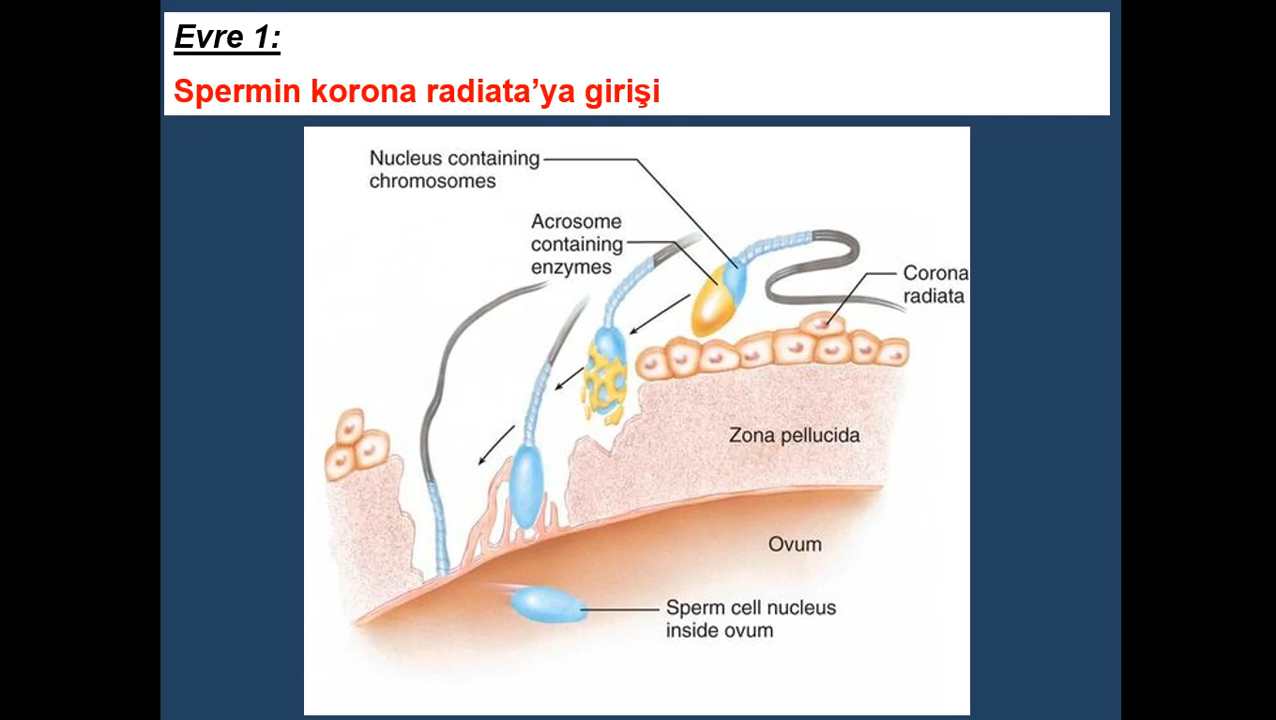 Evre 1:
Spermin korona radiata’ya girişi
Nucleus containing
chromosomes
Acrosome
containing
enzymes
Corona
radiata
Zona pellucida
Ovum
Sperm cell nucleus
inside ovum